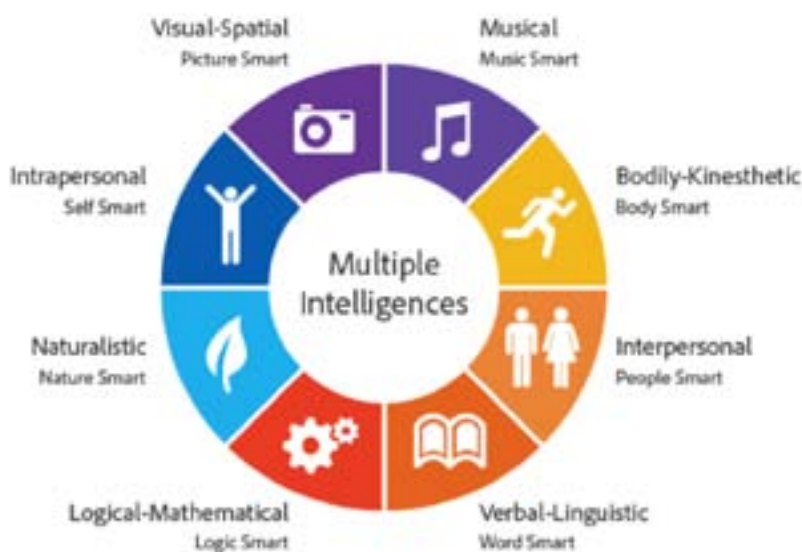 Visual-Spatial
Picture Smart
Musical
Music Smart
Intrapersonal
Self Smart
Bodily-Kinesthetic
Body Smart
Multiple
Intelligences
Naturalistic
Nature Smart
Interpersonal
People Smart
Logical-Mathematical
Logic Smart
Verbal-Linguistic
Word Smart